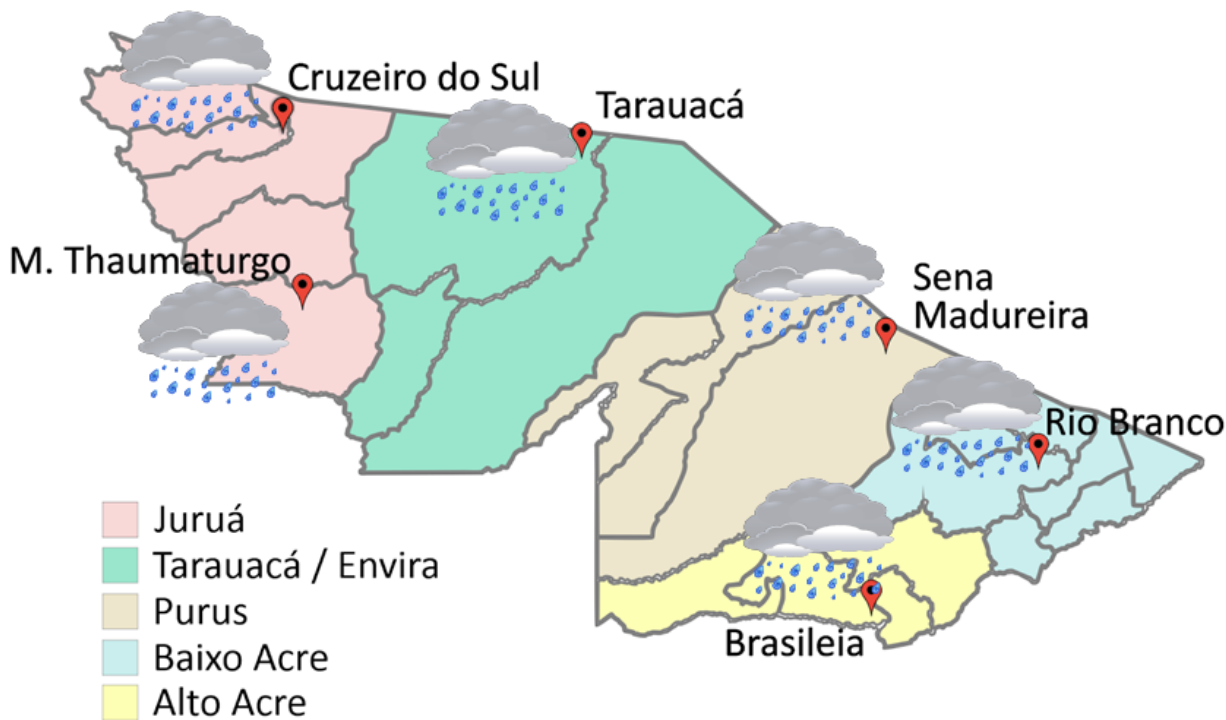 Cruzeiro do Sul
Tarauacá
M. Thaumaturgo
Sena
Madureira
Rio Branco
Brasileia
Juruá
Tarauacá / Envira
Purus
Baixo Acre
Alto Acre